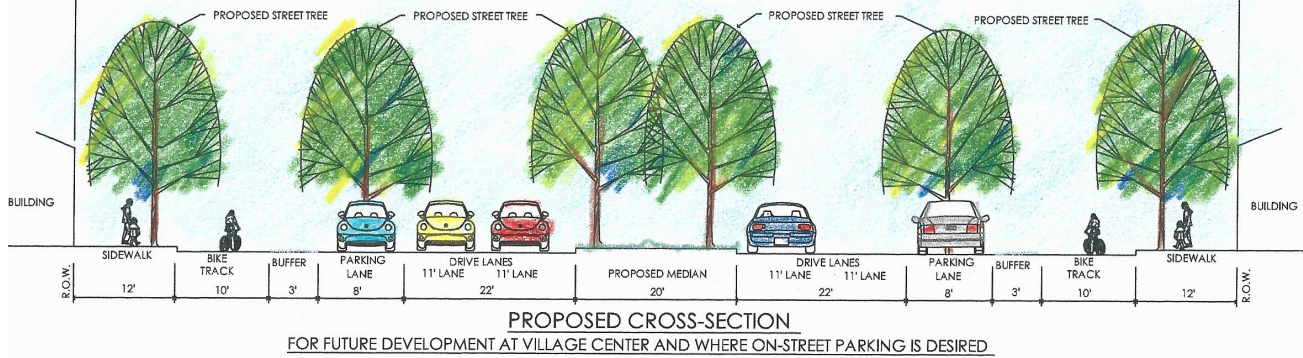 PROPOSED STREET TREE
PROPOSED STREET TREE
PROPOSED STREET TREE
PROPOSED STREET TREE
BUILDING
BUILDING
SIDEWALK
BIKE
TRACK
BUFFER
PARKING
LANE
DRIVE LANES
11' LANE 11' LANE
PROPOSED MEDIAN
DRIVE LANES
11' LANE 11' LANE
PARKING
LANE
BUFFER
BIKE
TRACK
SIDEWALK
R.O.W.
12' 10' 3' 8' 22' 20' 22' 8' 3' 10' 12'
R.O.W.
PROPOSED CROSS-SECTION
FOR FUTURE DEVELOPMENT AT VILLAGE CENTER AND WHERE ON-STREET PARKING IS DESIRED